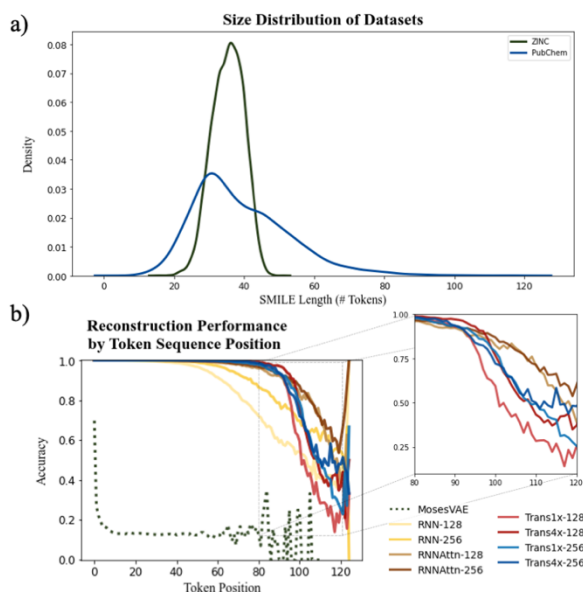 a)
Size Distribution of Datasets
ZINC
PubChem
0.08
0.07
0.06
0.05
0.04
0.03
0.02
0.01
0.00
Density
0 20 40 60 80 100 120
SMILE Length (# Tokens)
b)
Reconstruction Performance
by Token Sequence Position
1.0
0.8
0.6
0.4
0.2
0.0
Accuracy
0 20 40 60 80 100 120
Token Position
1.00
0.75
0.50
0.25
80 90 100 110 120
MosesVAE
RNN-128
RNN-256
RNNAttn-128
RNNAttn-256
Trans1x-128
Trans4x-128
Trans1x-256
Trans4x-256